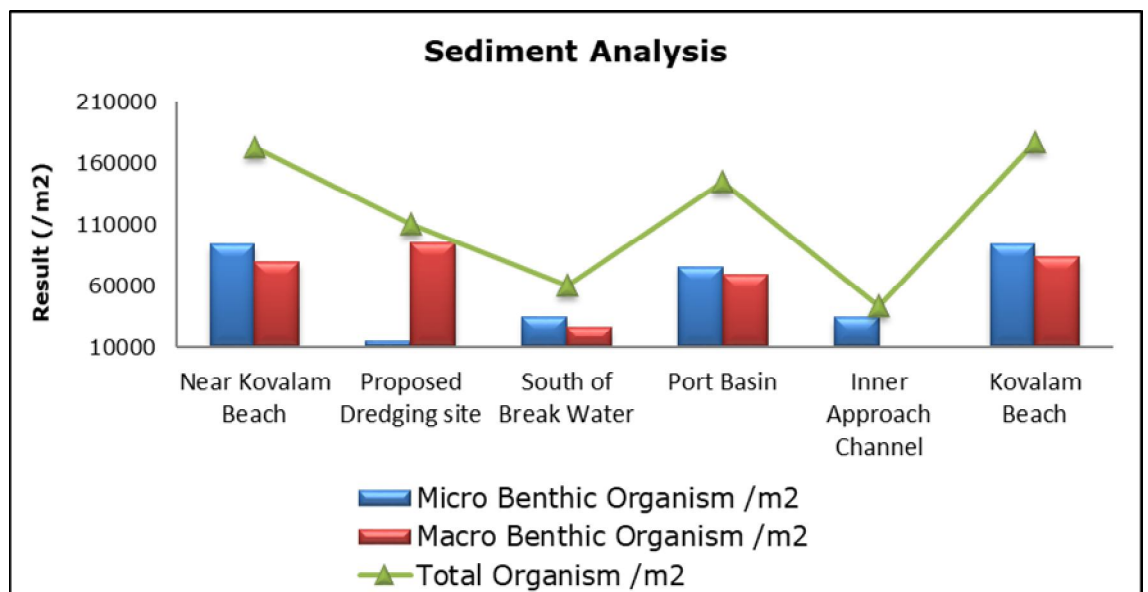 Sediment Analysis
Result (/m2)
210000
160000
110000
60000
10000
Near Kovalam
Beach
Proposed
Dredging site
South of
Break Water
Port Basin
Inner
Approach
Channel
Kovalam
Beach
Micro Benthic Organism /m2
Macro Benthic Organism /m2
Total Organism /m2